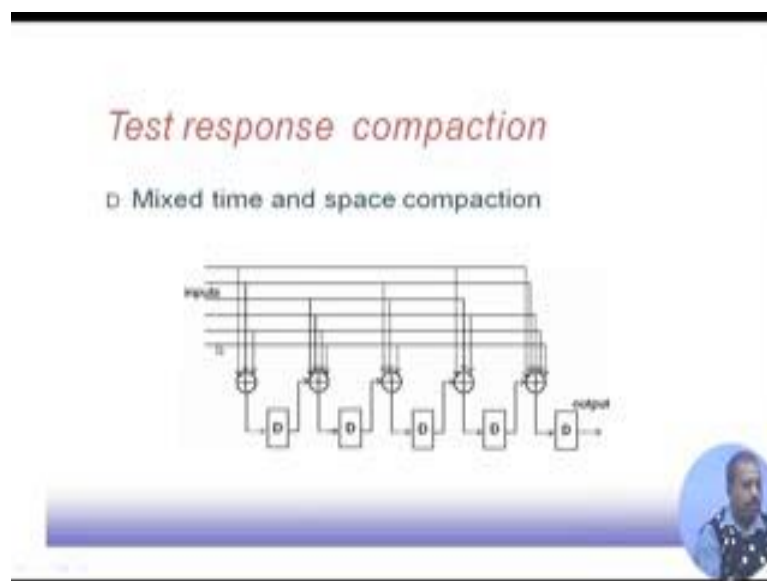 Test response compaction
D Mixed time and space compaction
inputs
D D D D D
output